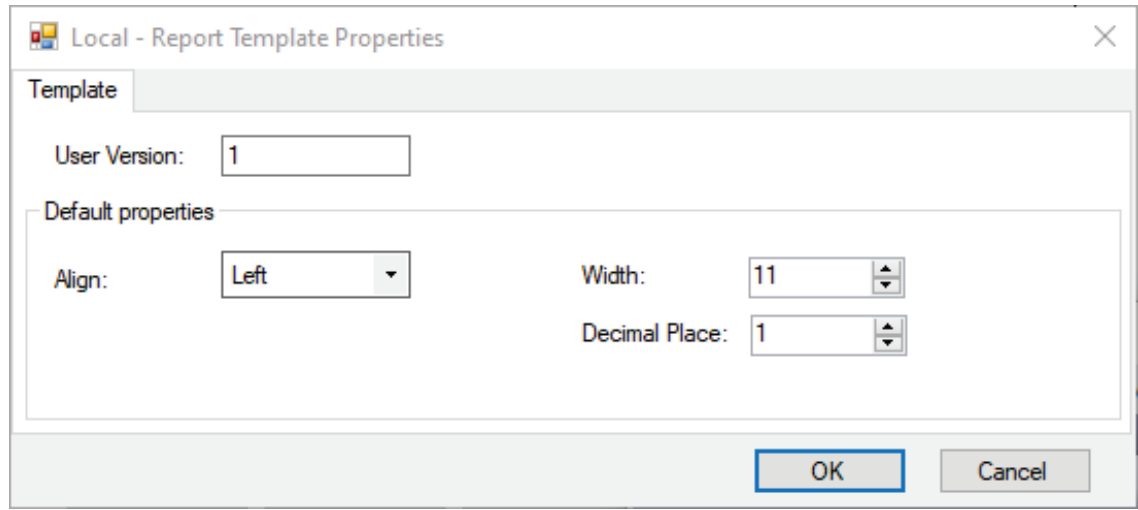 Local - Report Template Properties
Template
User Version: 1
Default properties
Align: Left Width: 11
Decimal Place: 1
OK Cancel